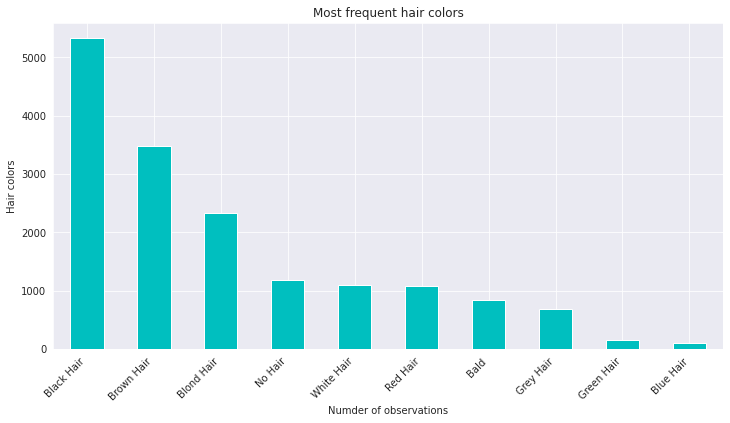 Most frequent hair colors
Hair colors
5000
4000
3000
2000
1000
0
Black Hair
Brown Hair
Blond Hair
No Hair
White Hair
Red Hair
Bald
Grey Hair
Green Hair
Blue Hair
Numder of observations